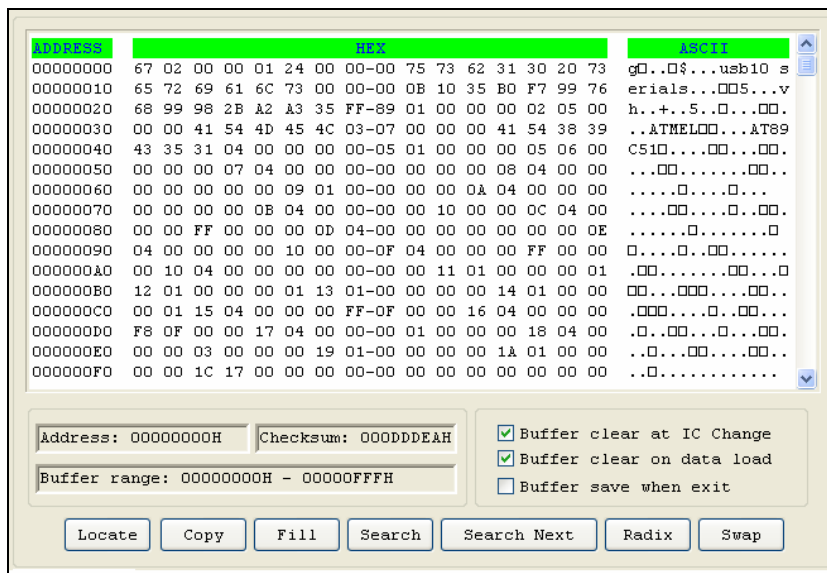 ADDRESS HEX ASCII
00000000 67 02 00 00 01 24 00 00-00 75 73 62 31 30 20 73 g□..□$...usb10 s
00000010 65 72 69 61 6C 73 00 00-00 0B 10 35 B0 F7 99 76 erials...□□5...v
00000020 68 99 98 2B A2 A3 35 FF-89 01 00 00 00 02 05 00 h..+..5..□...□□.
00000030 00 00 41 54 4D 45 4C 03-07 00 00 00 41 54 38 39 ..ATMEL□□...AT89
00000040 43 35 31 04 00 00 00 00-05 01 00 00 00 05 06 00 C51□....□□...□□.
00000050 00 00 00 07 04 00 00 00-00 00 00 00 08 04 00 00 ...□□.......□□..
00000060 00 00 00 00 00 09 01 00-00 00 00 0A 04 00 00 00 .....□....□...
00000070 00 00 00 00 0B 04 00 00-00 00 10 00 00 0C 04 00 ....□□....□..□□.
00000080 00 00 FF 00 00 00 0D 04-00 00 00 00 00 00 00 0E ......□.......□
00000090 04 00 00 00 00 10 00 00-0F 04 00 00 00 FF 00 00 □....□..□□......
000000A0 00 10 04 00 00 00 00 00-00 00 11 01 00 00 00 01 .□□.......□□...□
000000B0 12 01 00 00 00 01 13 01-00 00 00 00 14 01 00 00 □□...□□□....□□..
000000C0 00 01 15 04 00 00 00 FF-0F 00 00 16 04 00 00 00 .□□□....□..□□...
000000D0 F8 0F 00 00 17 04 00 00-00 01 00 00 00 18 04 00 .□..□□...□...□□.
000000E0 00 00 03 00 00 00 19 01-00 00 00 00 1A 01 00 00 ..□...□□....□□..
000000F0 00 00 1C 17 00 00 00 00-00 00 00 00 00 00 00 00 ..□............
Address: 00000000H Checksum: 000DDDEAH
Buffer range: 00000000H - 00000FFFH
Buffer clear at IC Change
Buffer clear on data load
Buffer save when exit
Locate Copy Fill Search Search Next Radix Swap